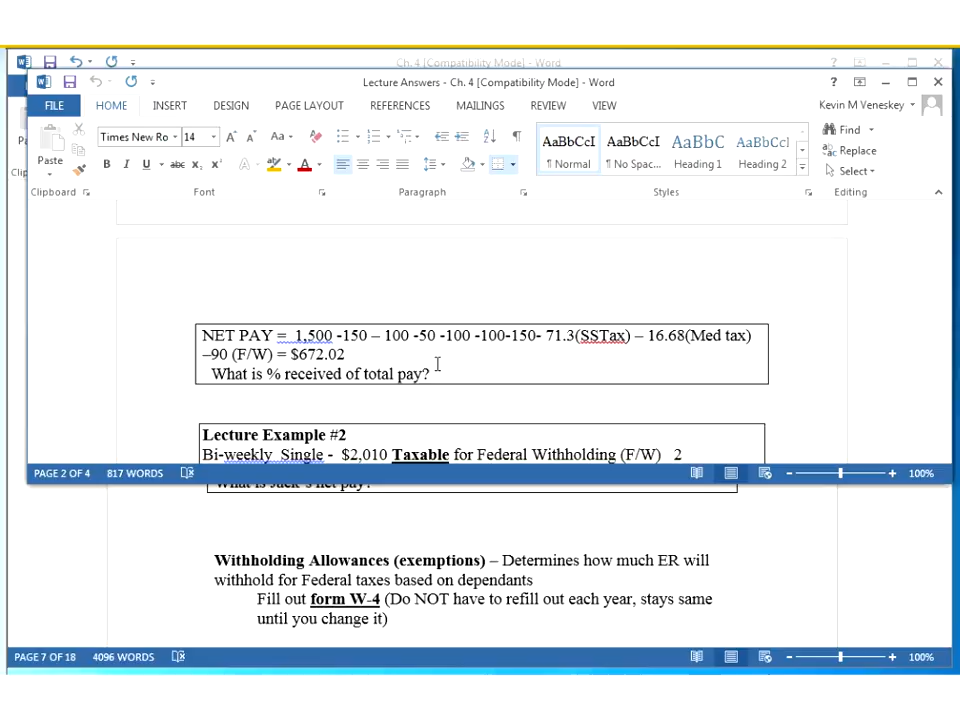 Ch. 4 [Compatibility Mode] - Word
Lecture Answers - Ch. 4 [Compatibility Mode] - Word
FILE HOME INSERT DESIGN PAGE LAYOUT REFERENCES MAILINGS REVIEW VIEW Kevin M Veneskey
Times New Ro 14 AaBbCcI AaBbCcI AaBbC AaBbCcl Find
Paste ¶ Normal ¶ No Spac... Heading 1 Heading 2 Replace
Select
Clipboard Font Paragraph Styles Editing
NET PAY = 1,500 -150 – 100 -50 -100 -100-150- 71.3(SSTax) – 16.68(Med tax)
–90 (F/W) = $672.02
What is % received of total pay?
Lecture Example #2
Bi-weekly Single - $2,010 Taxable for Federal Withholding (F/W) 2
PAGE 2 OF 4 817 WORDS 100%
What is Jack's net pay?
Withholding Allowances (exemptions) – Determines how much ER will
withhold for Federal taxes based on dependants
Fill out form W-4 (Do NOT have to refill out each year, stays same
until you change it)
PAGE 7 OF 18 4096 WORDS 100%